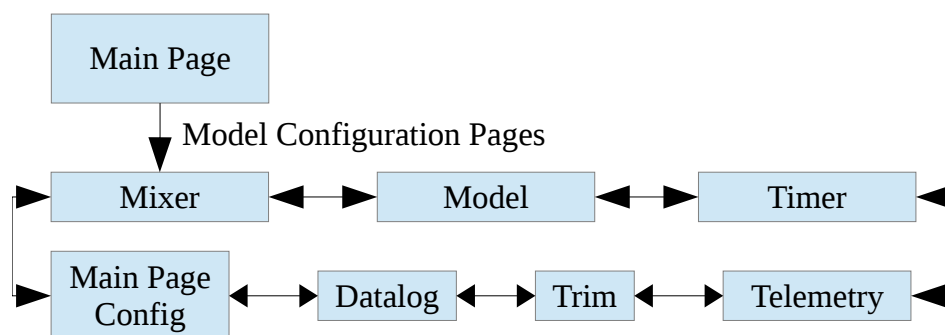 Main Page
Model Configuration Pages
Mixer
Model
Timer
Main Page
Config
Datalog
Trim
Telemetry